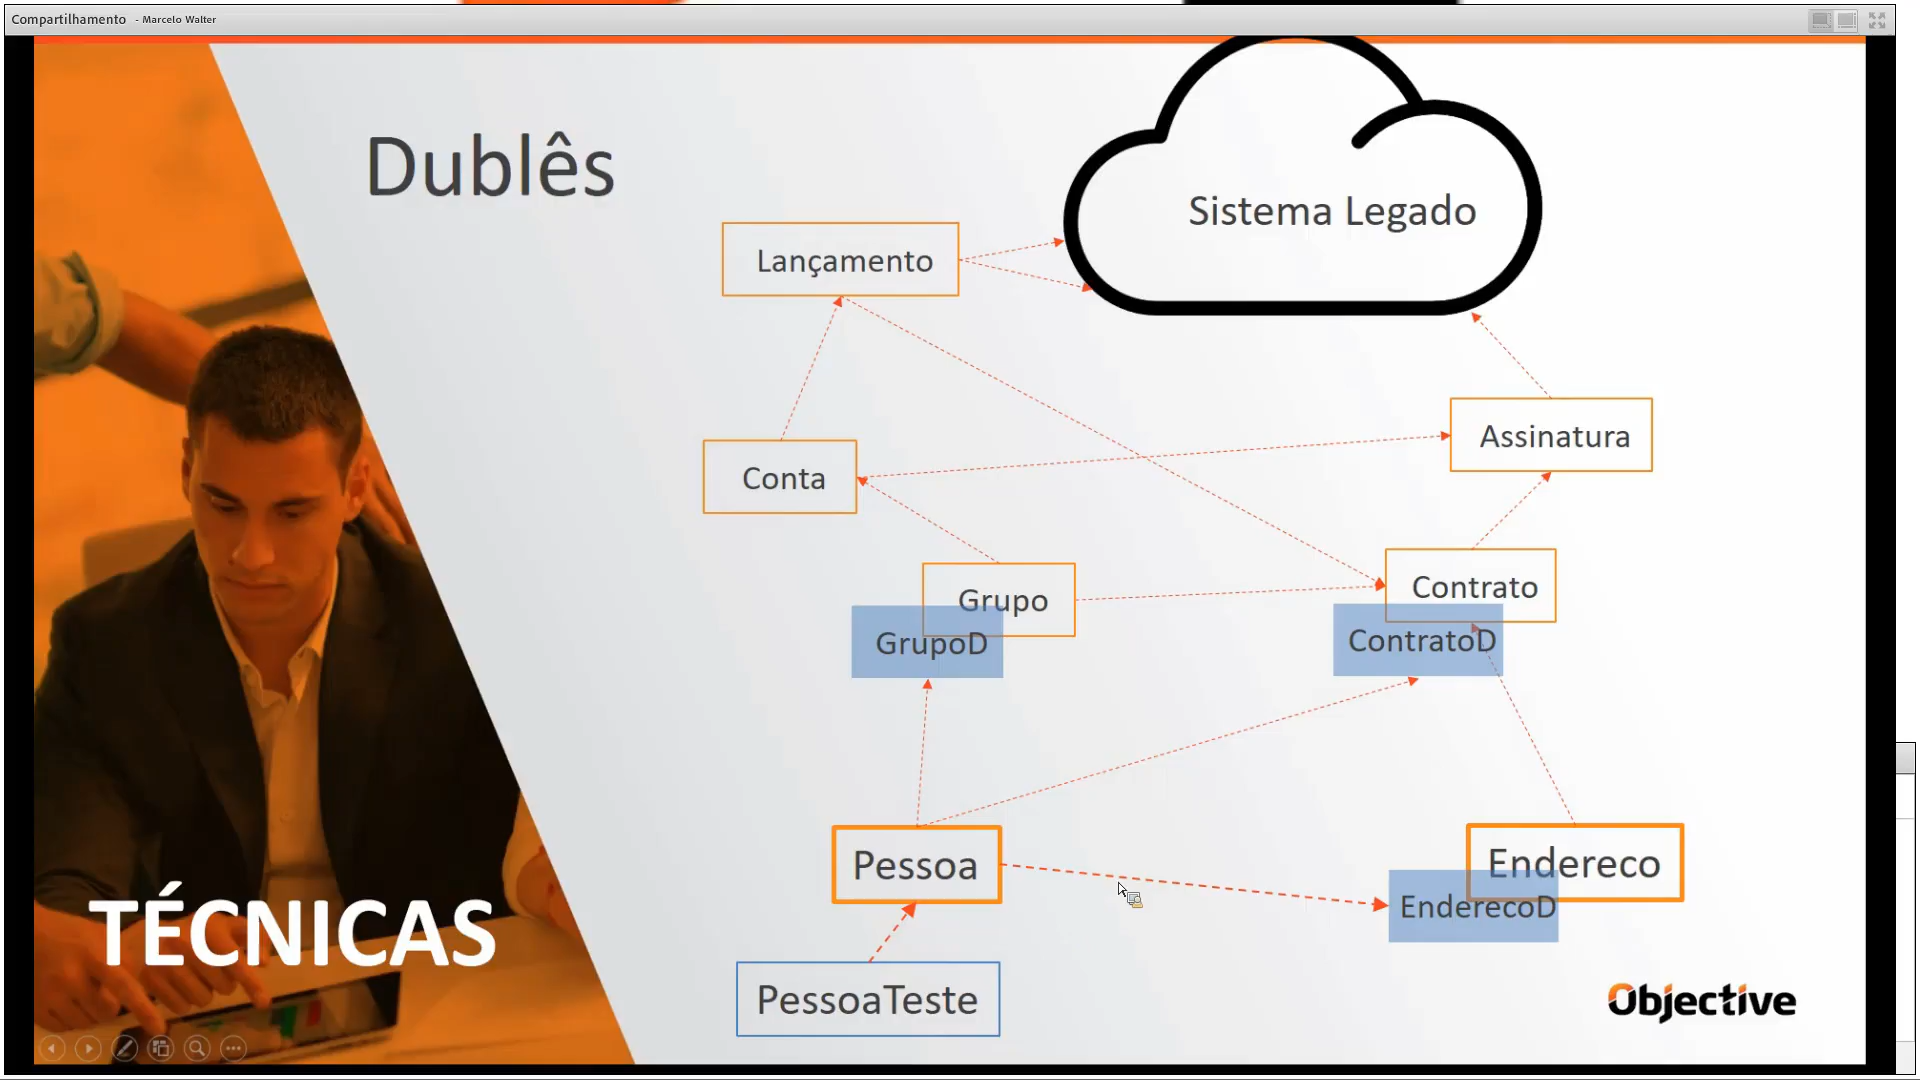 Compartilhamento - Marcelo Walter
Dublês
Sistema Legado
Lançamento
Assinatura
Conta
Contrato
Grupo
ContratoD
GrupoD
Pessoa
Endereco
EnderecoD
TÉCNICAS
PessoaTeste
Objective